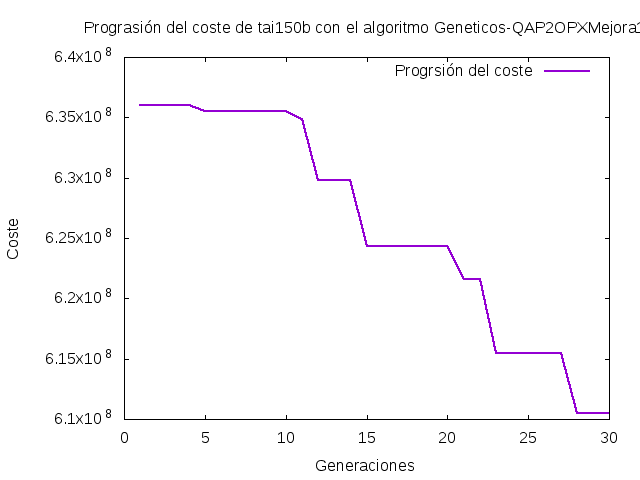 Prograsión del coste de tai150b con el algoritmo Geneticos-QAP2OPXMejora1
Progrsión del coste
6.4x10^8
6.35x10^8
6.3x10^8
6.25x10^8
6.2x10^8
6.15x10^8
6.1x10^8
Coste
0 5 10 15 20 25 30
Generaciones